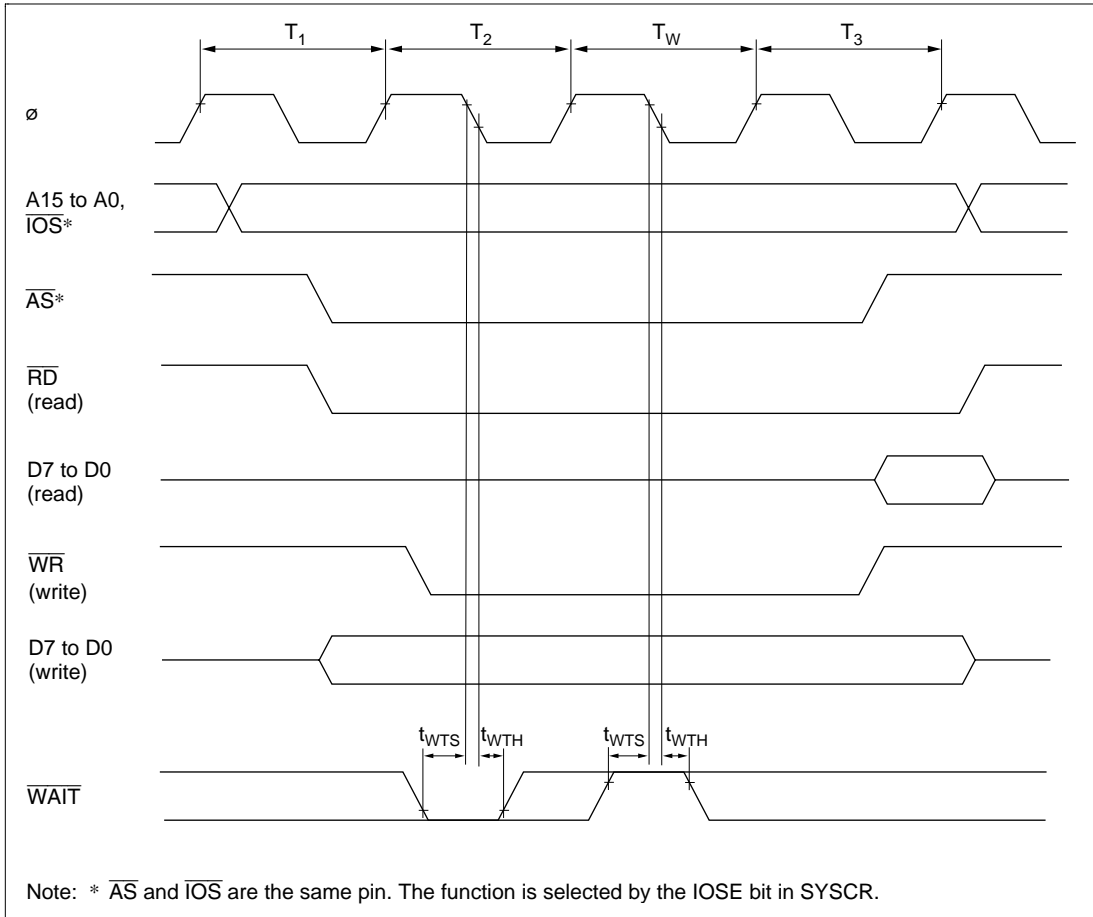 T1 T2 TW T3
ø
A15 to A0,
IOS*
AS*
RD
(read)
D7 to D0
(read)
WR
(write)
D7 to D0
(write)
tWTS tWTH tWTS tWTH
WAIT
Note: * AS and IOS are the same pin. The function is selected by the IOSE bit in SYSCR.